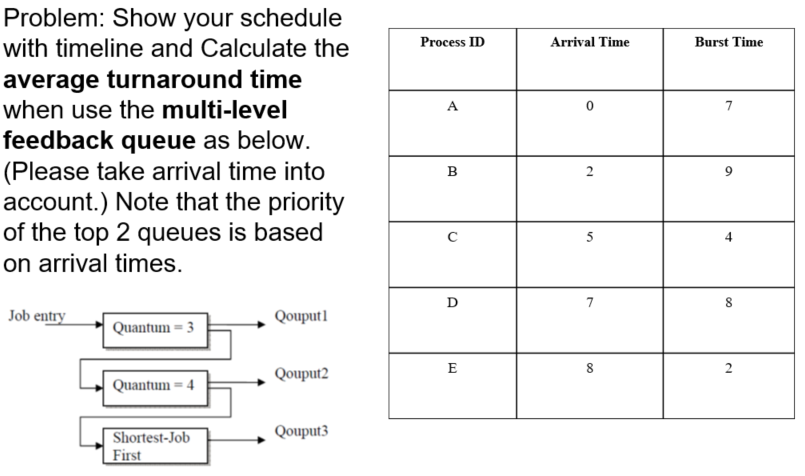 Problem: Show your schedule
with timeline and Calculate the
average turnaround time
when use the multi-level
feedback queue as below.
(Please take arrival time into
account.) Note that the priority
of the top 2 queues is based
on arrival times.
Job entry
Quantum = 3
Qouput1
Quantum = 4
Qouput2
Shortest-Job
First
Qouput3
Process ID Arrival Time Burst Time
A 0 7
B 2 9
C 5 4
D 7 8
E 8 2